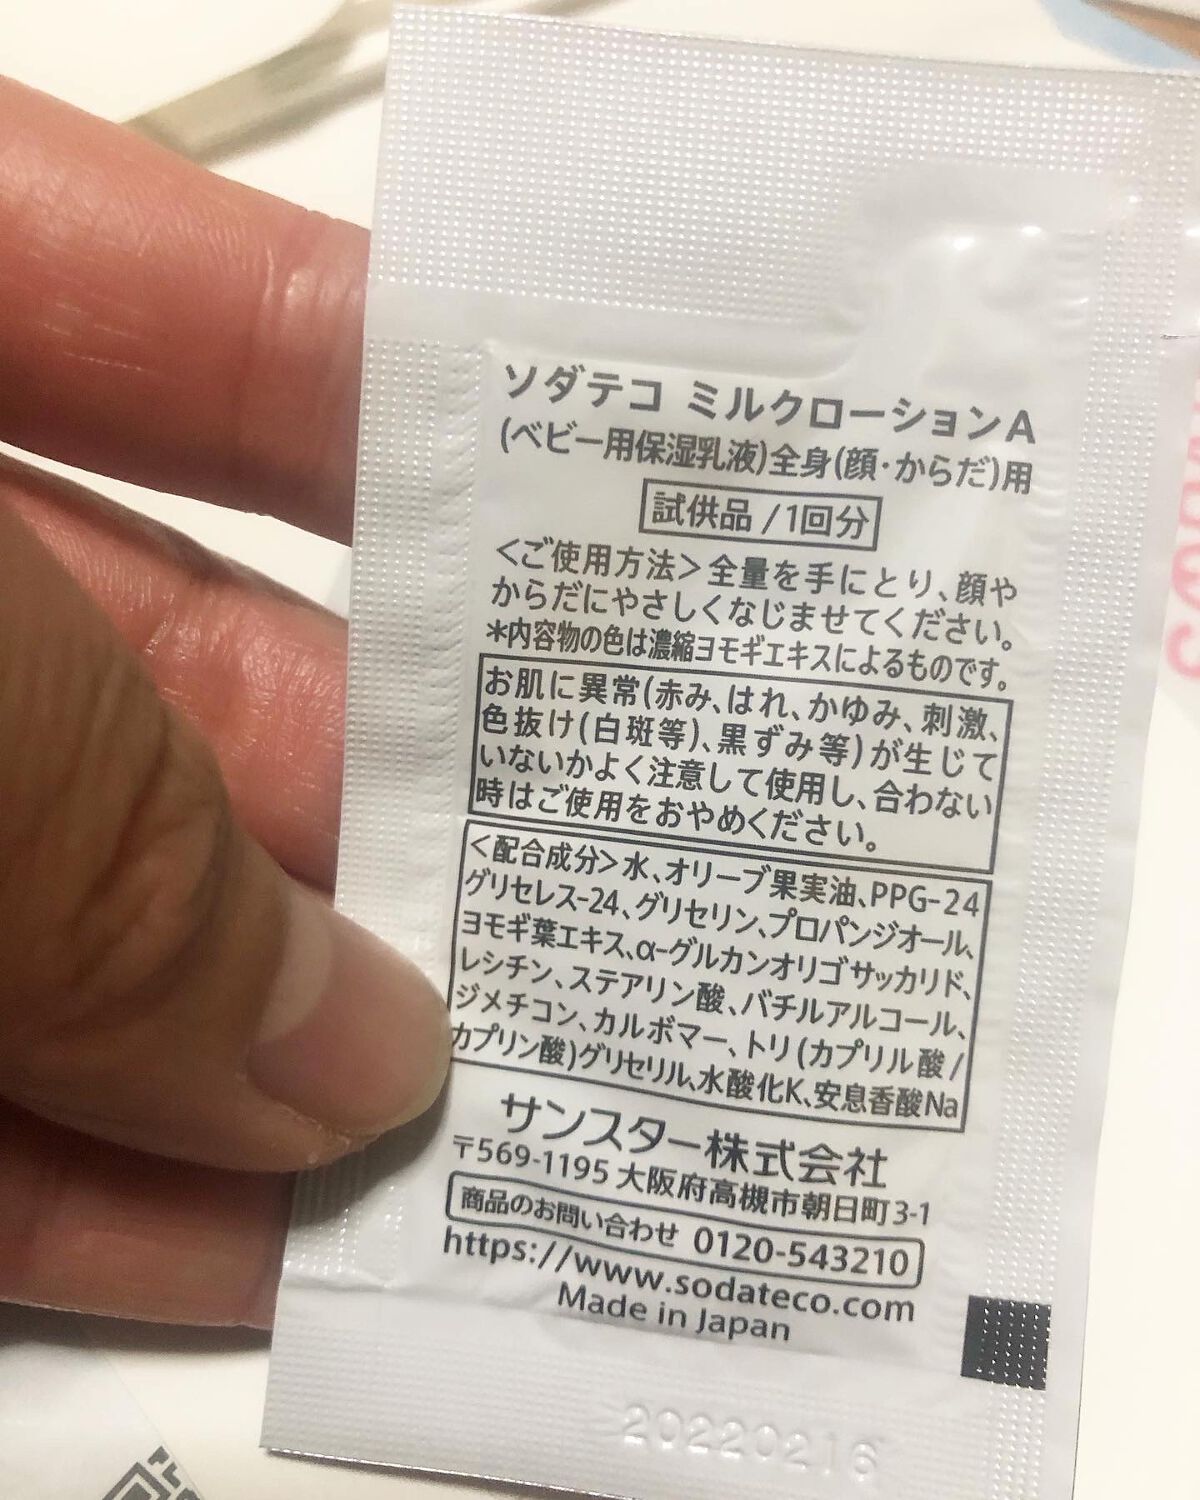 ソダテコ ミルクローションA
(ベビー用保湿乳液)全身(顔・からだ)用
試供品 /1回分
<ご使用方法>全量を手にとり、顔や
からだにやさしくなじませてください。
*内容物の色は濃縮ヨモギエキスによるものです。
お肌に異常(赤み、はれ、かゆみ、刺激、
色抜け(白斑等)、黒ずみ等)が生じて
いないかよく注意して使用し、合わない
時はご使用をおやめください。
<配合成分>水、オリーブ果実油、PPG-24
グリセレス-24、グリセリン、プロパンジオール、
ヨモギ葉エキス、α-グルカンオリゴサッカリド、
レシチン、ステアリン酸、バチルアルコール、
ジメチコン、カルボマー、トリ(カプリル酸/
カプリン酸)グリセリル、水酸化K、安息香酸Na
サンスター株式会社
〒569-1195 大阪府高槻市朝日町3-1
商品のお問い合わせ 0120-543210
https://www.sodateco.com
Made in Japan
20220216